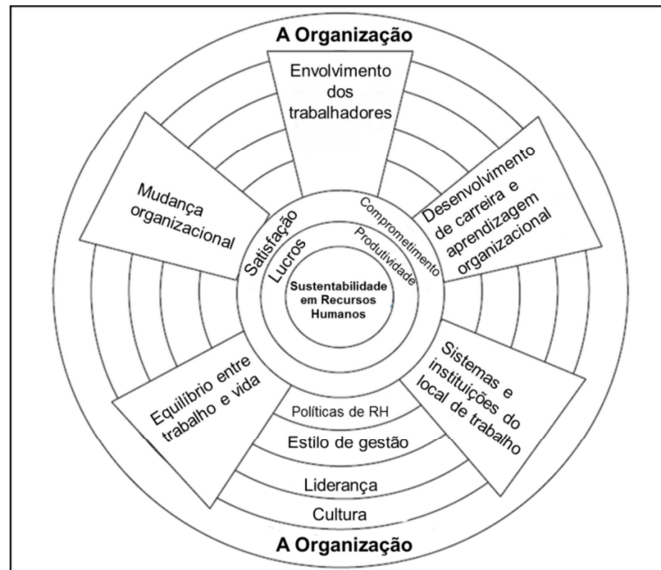 A Organização
Envolvimento
dos
trabalhadores
Mudança
organizacional
Desenvolvimento
de carreira e
aprendizagem
organizacional
Satisfação
Comprometimento
Lucros
Produtividade
Sustentabilidade
em Recursos
Humanos
Equilíbrio entre
trabalho e vida
Sistemas e
instituições do
local de trabalho
Políticas de RH
Estilo de gestão
Liderança
Cultura
A Organização